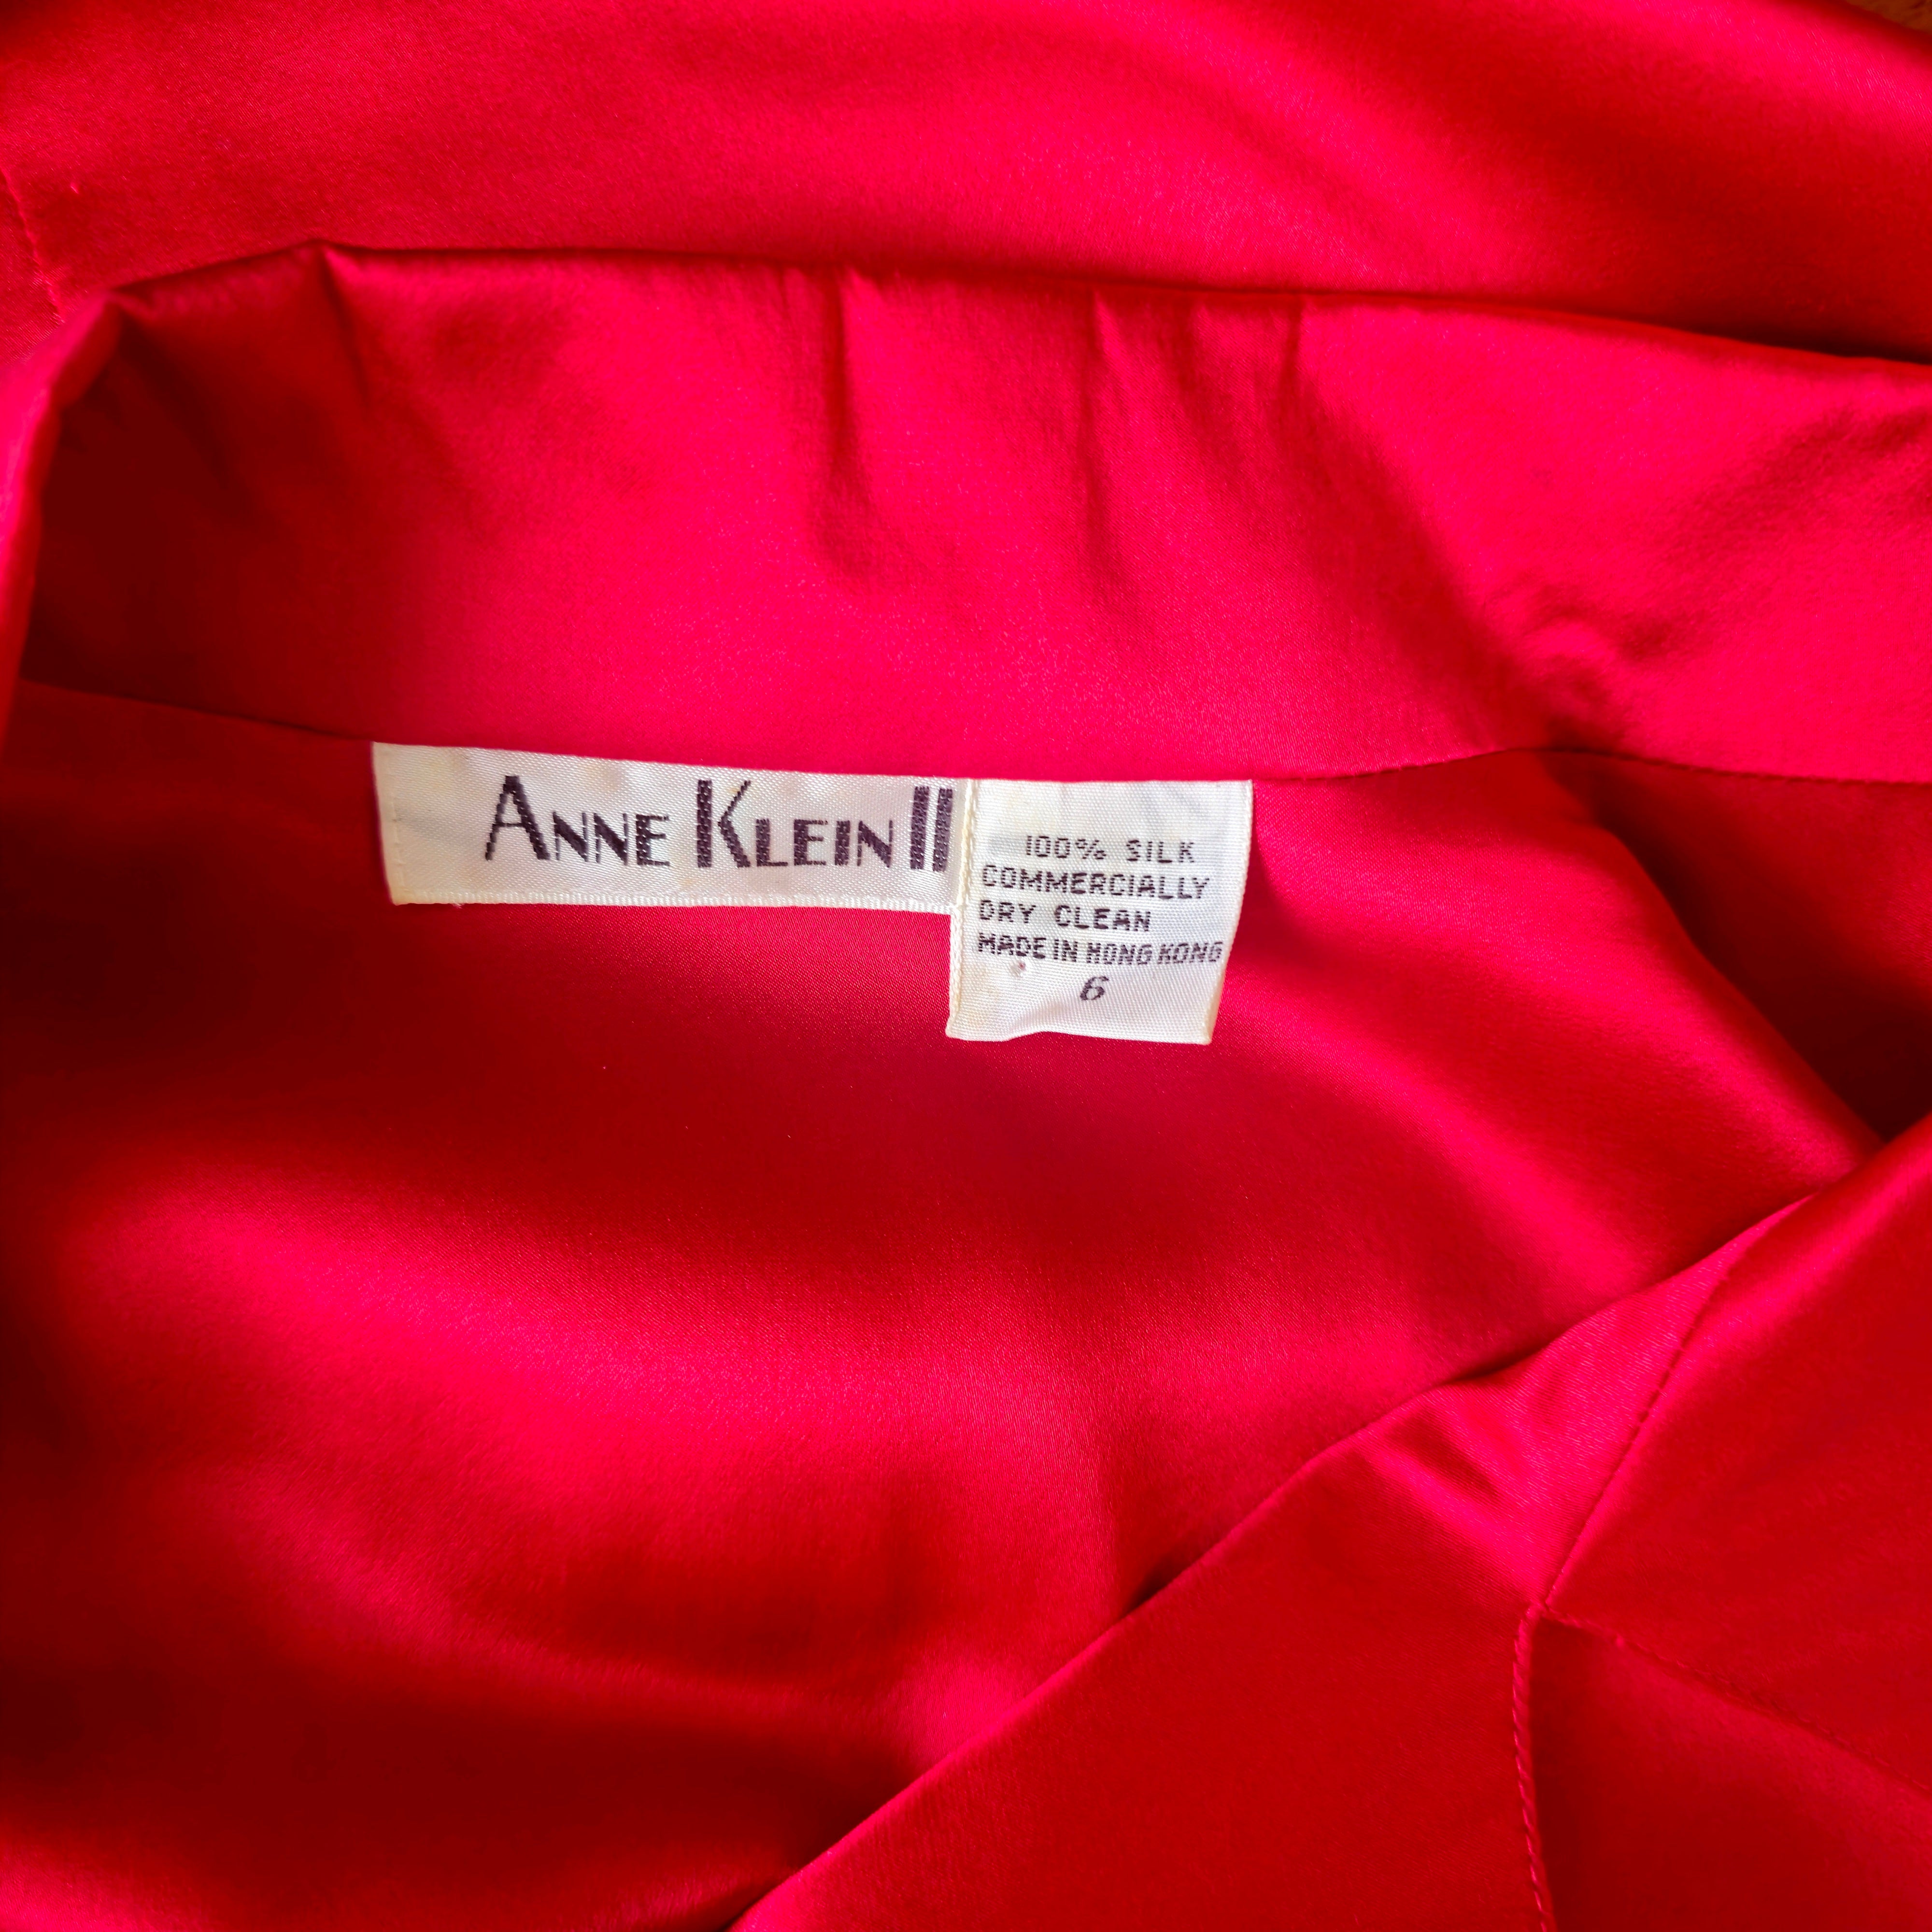 ANNE KLEIN II
100% SILK
COMMERCIALLY
DRY CLEAN
MADE IN HONG KONG
6